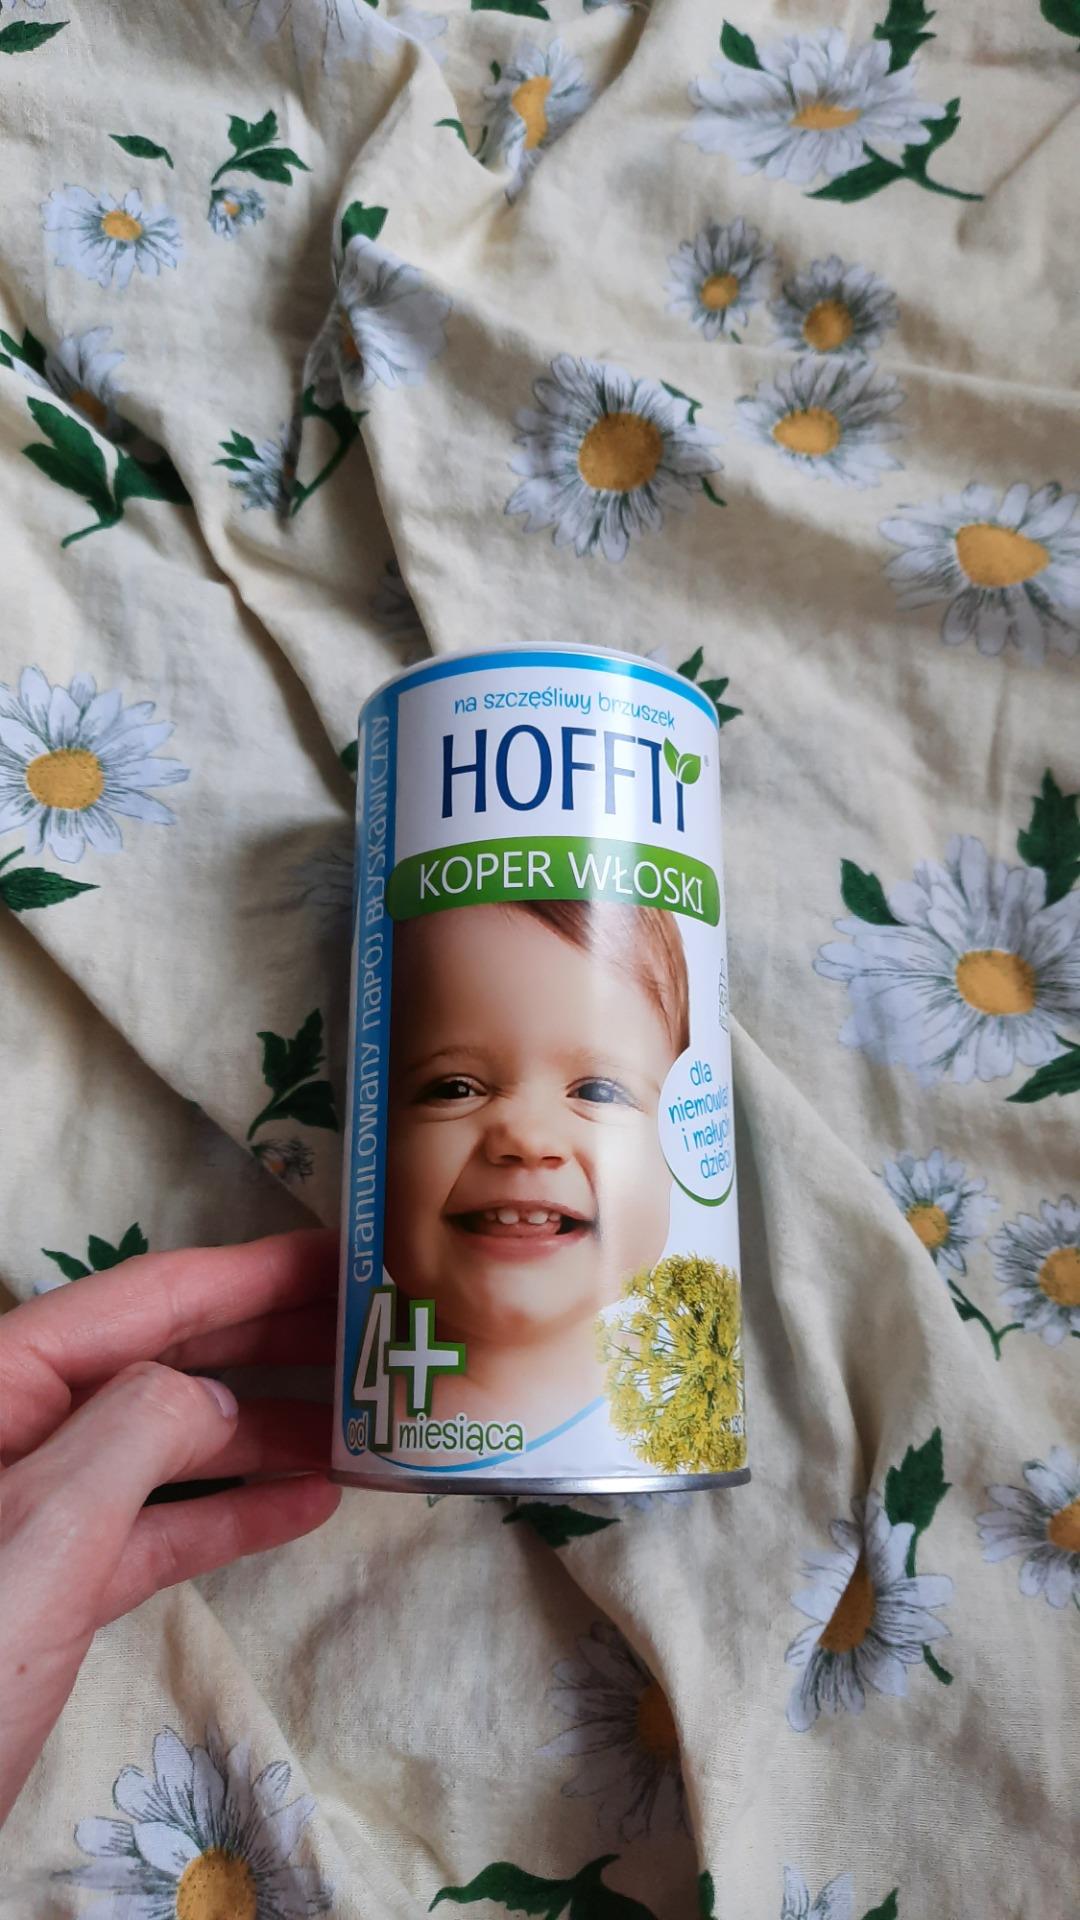 na szczęśliwy brzuszek
HOFFTI
®
KOPER WŁOSKI
Granulowany napój błyskawiczny
dla
niemowląt
i małych
dzieci
od 4+ miesiąca